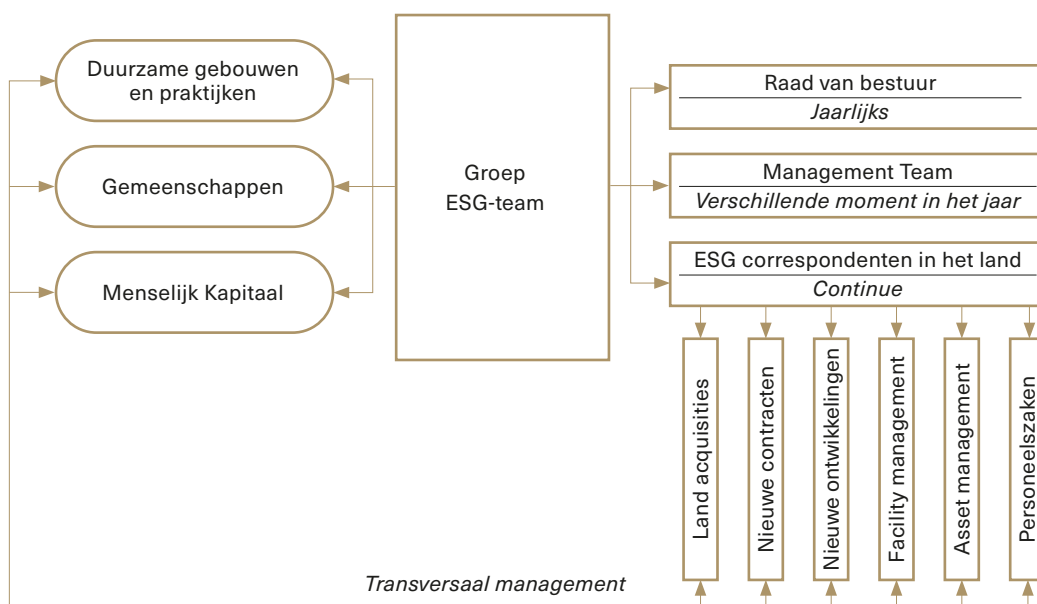 Duurzame gebouwen
en praktijken
Gemeenschappen
Menselijk Kapitaal
Groep
ESG-team
Raad van bestuur
Jaarlijks
Management Team
Verschillende moment in het jaar
ESG correspondenten in het land
Continue
Land acquisities
Nieuwe contracten
Nieuwe ontwikkelingen
Facility management
Asset management
Personeelszaken
Transversaal management